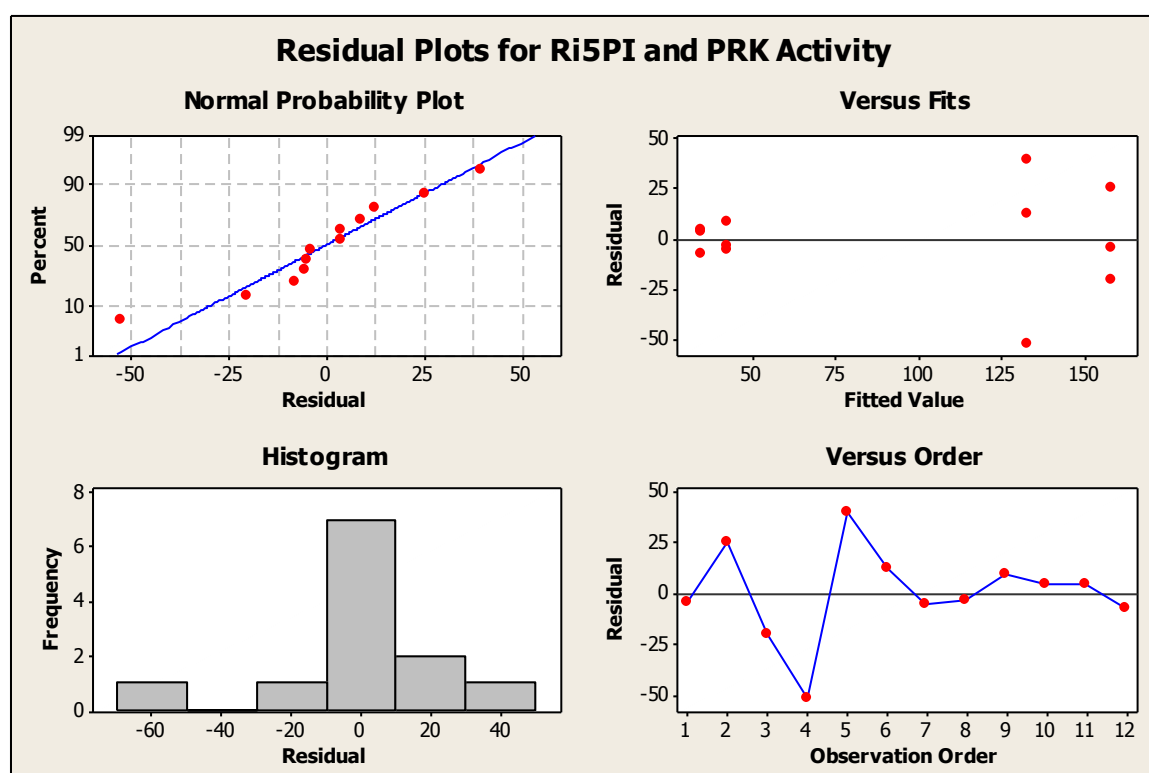 Residual Plots for Ri5PI and PRK Activity
Normal Probability Plot
99
90
50
10
1
Percent
-50 -25 0 25 50
Residual
Versus Fits
50
25
0
-25
-50
Residual
50 75 100 125 150
Fitted Value
Histogram
8
6
4
2
0
Frequency
-60 -40 -20 0 20 40
Residual
Versus Order
50
25
0
-25
-50
Residual
1 2 3 4 5 6 7 8 9 10 11 12
Observation Order